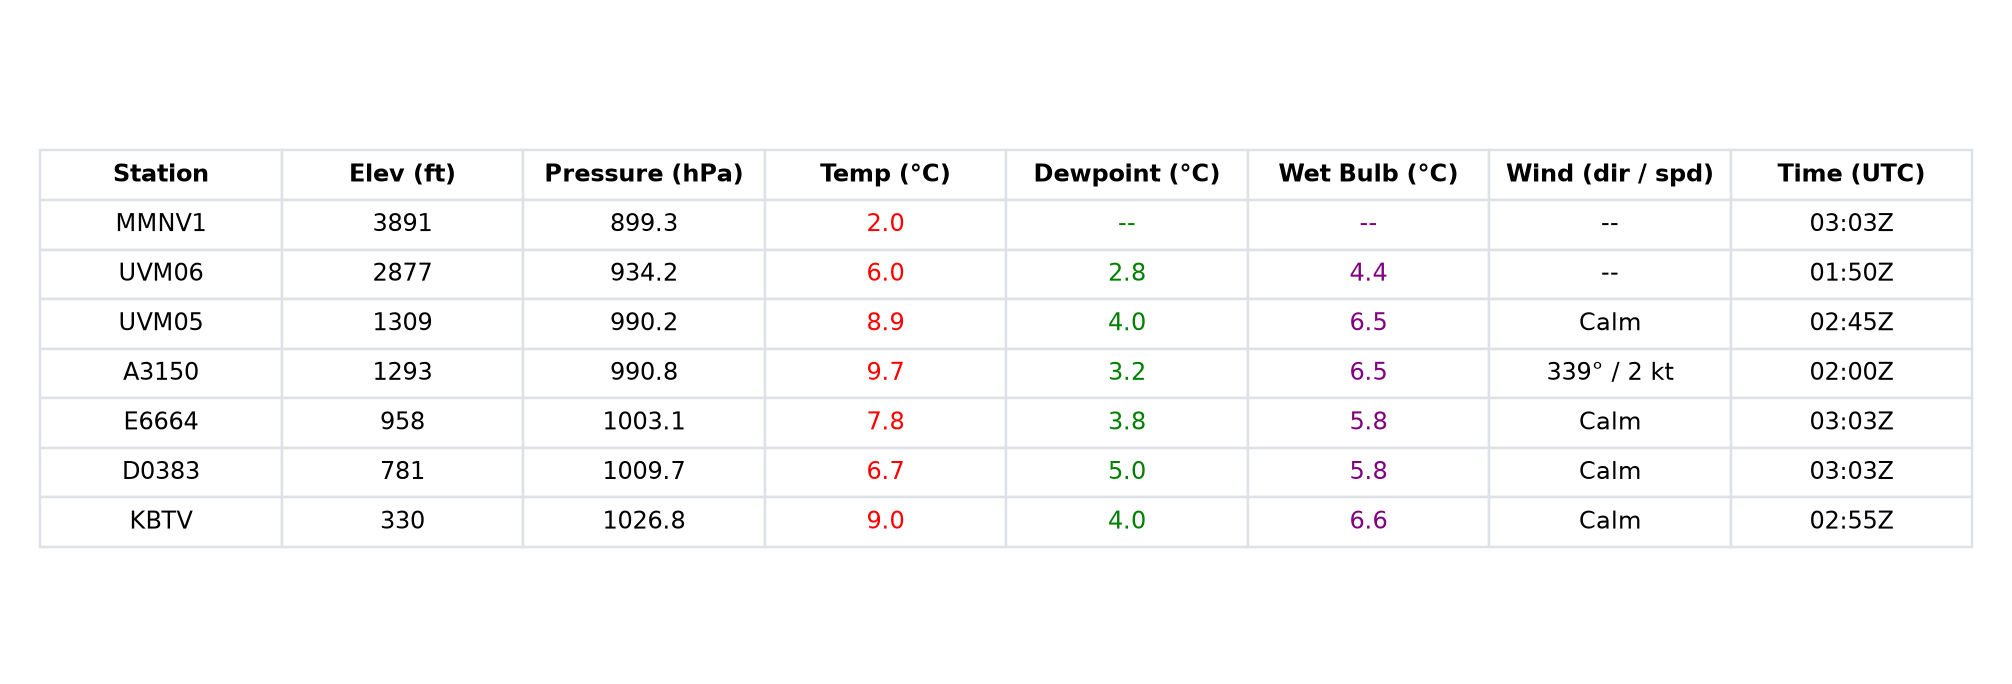 Station Elev (ft) Pressure (hPa) Temp (°C) Dewpoint (°C) Wet Bulb (°C) Wind (dir / spd) Time (UTC)
MMNV1 3891 899.3 2.0 -- -- -- 03:03Z
UVM06 2877 934.2 6.0 2.8 4.4 -- 01:50Z
UVM05 1309 990.2 8.9 4.0 6.5 Calm 02:45Z
A3150 1293 990.8 9.7 3.2 6.5 339° / 2 kt 02:00Z
E6664 958 1003.1 7.8 3.8 5.8 Calm 03:03Z
D0383 781 1009.7 6.7 5.0 5.8 Calm 03:03Z
KBTV 330 1026.8 9.0 4.0 6.6 Calm 02:55Z